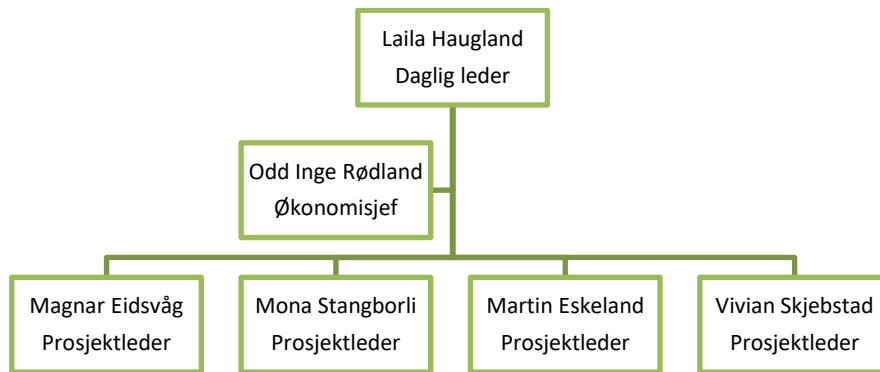 Laila Haugland
Daglig leder
Odd Inge Rødland
Økonomisjef
Magnar Eidsvåg
Prosjektleder
Mona Stangborli
Prosjektleder
Martin Eskeland
Prosjektleder
Vivian Skjebstad
Prosjektleder